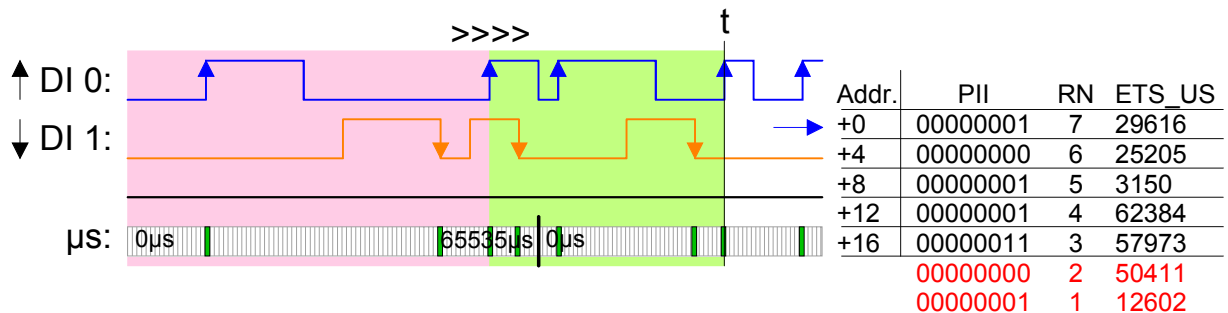 >>>> t
DI 0:
DI 1:
µs: 0µs 65535µs 0µs
Addr. PII RN ETS_US
+0 00000001 7 29616
+4 00000000 6 25205
+8 00000001 5 3150
+12 00000001 4 62384
+16 00000011 3 57973
00000000 2 50411
00000001 1 12602